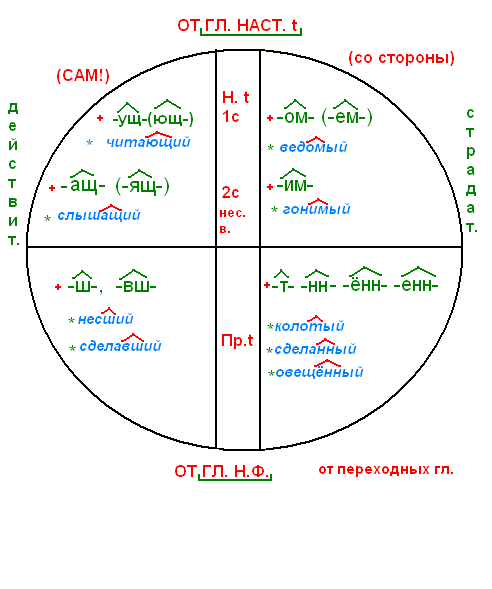 ОТ ГЛ. НАСТ. t
(САМ!)
(со стороны)
действит.
страдат.
Н. t
1с
+ -ущ-(ющ-)
* читающий
+ -ом- (-ем-)
* ведомый
2с
нес.
в.
+ -ащ- (-ящ-)
* слышащий
+ -им-
* гонимый
+ -ш-, -вш-
* несший
* сделавший
Пр.t
+ -т- -нн- -ённ- -енн-
* колотый
* сделанный
* овещённый
ОТ ГЛ. Н.Ф.
от переходных гл.